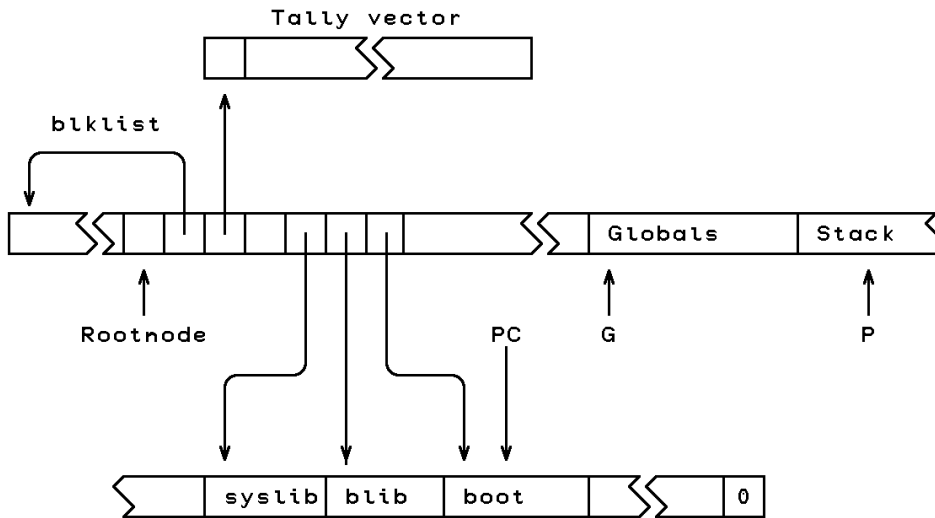 Tally vector
blklist
Globals
Stack
Rootnode
PC
G
P
syslib
blib
boot
0